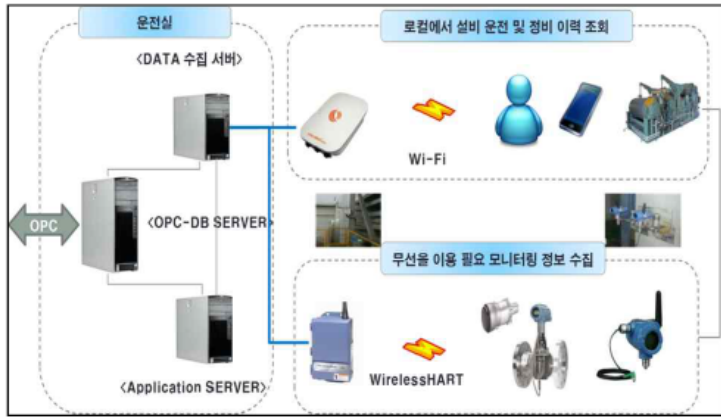 운전실
<DATA 수집 서버>
OPC
<OPC-DB SERVER>
<Application SERVER>
로컬에서 설비 운전 및 정비 이력 조회
Wi-Fi
무선을 이용 필요 모니터링 정보 수집
WirelessHART